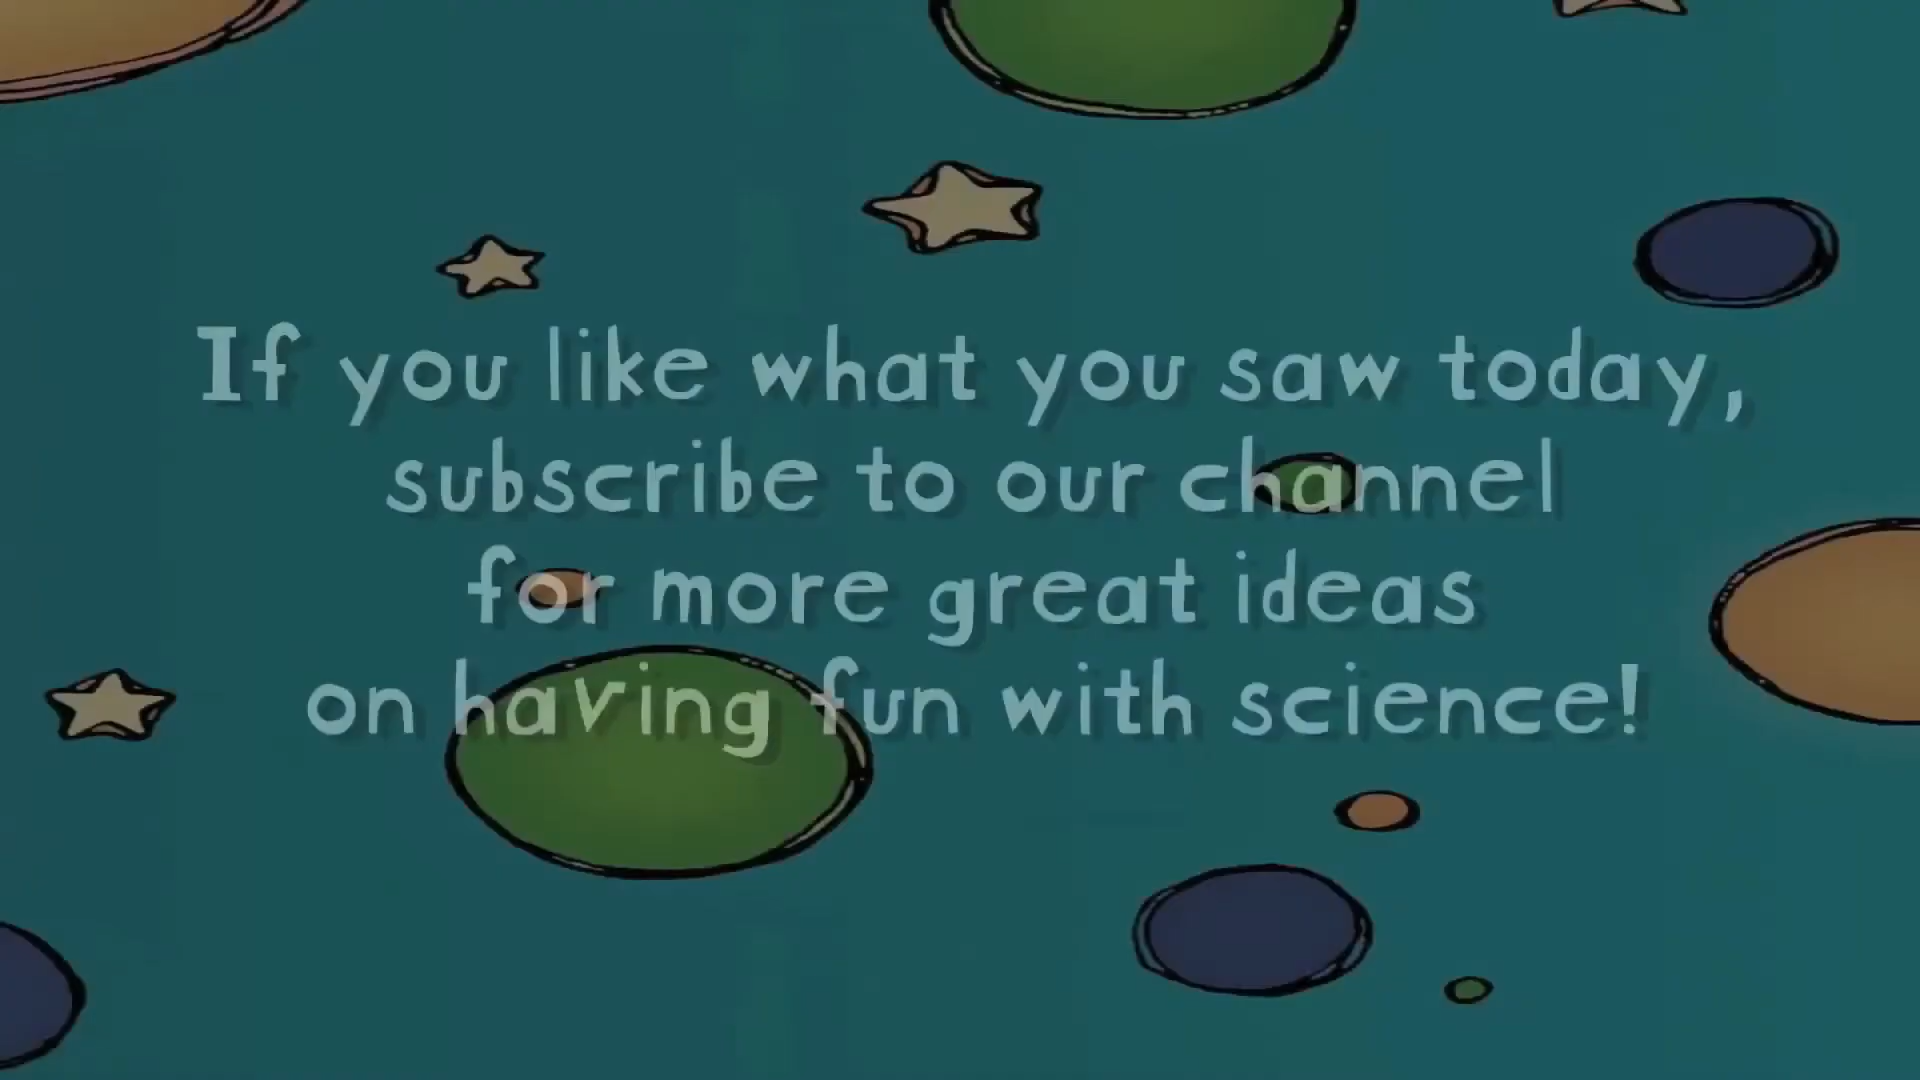 If you like what you saw today,
subscribe to our channel
for more great ideas
on having fun with science!